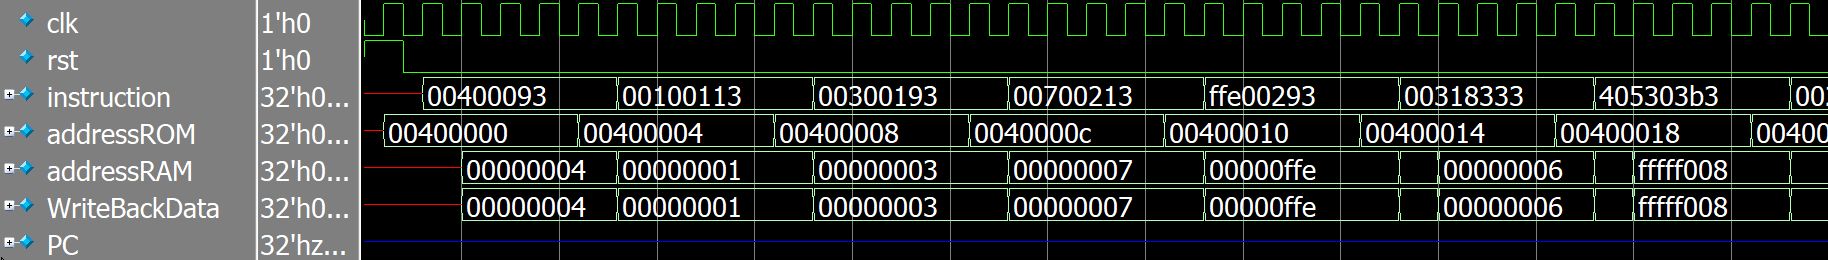 clk 1'h0
rst 1'h0
instruction 32'h0... 00400093 00100113 00300193 00700213 ffe00293 00318333 405303b3 00
addressROM 32'h0... 00400000 00400004 00400008 0040000c 00400010 00400014 00400018 00400
addressRAM 32'h0... 00000004 00000001 00000003 00000007 00000ffe 00000006 fffff008
WriteBackData 32'h0... 00000004 00000001 00000003 00000007 00000ffe 00000006 fffff008
PC 32'hz...